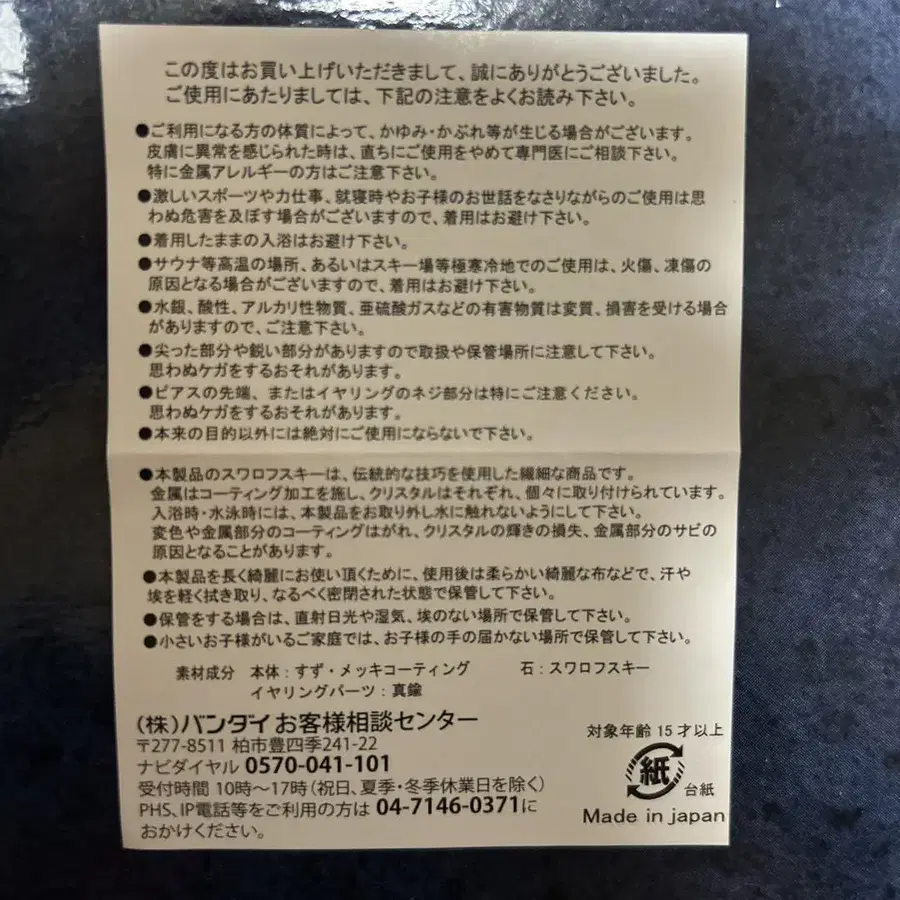 この度はお買い上げいただきまして、誠にありがとうございました。
ご使用にあたりましては、下記の注意をよくお読み下さい。
●ご利用になる方の体質によって、かゆみ・かぶれ等が生じる場合がございます。
皮膚に異常を感じられた時は、直ちにご使用をやめて専門医にご相談下さい。
特に金属アレルギーの方はご注意下さい。
●激しいスポーツや力仕事、就寝時やお子様のお世話をなさりながらのご使用は思
わぬ危害を及ぼす場合がございますので、着用はお避け下さい。
●着用したままの入浴はお避け下さい。
●サウナ等高温の場所、あるいはスキー場等極寒冷地でのご使用は、火傷、凍傷の
原因となる場合がございますので、着用はお避け下さい。
●水銀、酸性、アルカリ性物質、亜硫酸ガスなどの有害物質は変質、損害を受ける場合
がありますので、ご注意下さい。
●尖った部分や鋭い部分がありますので取扱や保管場所に注意して下さい。
思わぬケガをするおそれがあります。
●ピアスの先端、またはイヤリングのネジ部分は特にご注意ください。
思わぬケガをするおそれがあります。
●本来の目的以外には絶対にご使用にならないで下さい。
●本製品のスワロフスキーは、伝統的な技巧を使用した繊細な商品です。
金属はコーティング加工を施し、クリスタルはそれぞれ、個々に取り付けられています。
入浴時・水泳時には、本製品をお取り外し水に触れないようにして下さい。
変色や金属部分のコーティングはがれ、クリスタルの輝きの損失、金属部分のサビの
原因となることがあります。
●本製品を長く綺麗にお使い頂くために、使用後は柔らかい綺麗な布などで、汗や
埃を軽く拭き取り、なるべく密閉された状態で保管して下さい。
●保管をする場合は、直射日光や湿気、埃のない場所で保管して下さい。
●小さいお子様がいるご家庭では、お子様の手の届かない場所で保管して下さい。
素材成分 本体：すず・メッキコーティング 石：スワロフスキー
イヤリングパーツ：真鍮
(株)バンダイ お客様相談センター
〒277-8511 柏市豊四季241-22
ナビダイヤル 0570-041-101
受付時間 10時〜17時(祝日、夏季・冬季休業日を除く)
PHS、IP電話等をご利用の方は 04-7146-0371に
おかけください。
対象年齢 15才以上
紙
台紙
Made in japan